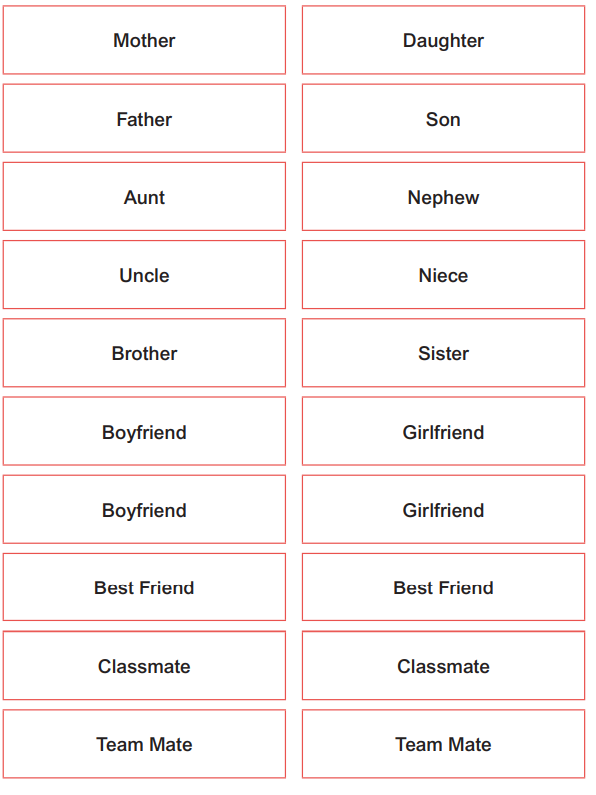 Mother
Daughter
Father
Son
Aunt
Nephew
Uncle
Niece
Brother
Sister
Boyfriend
Girlfriend
Boyfriend
Girlfriend
Best Friend
Best Friend
Classmate
Classmate
Team Mate
Team Mate